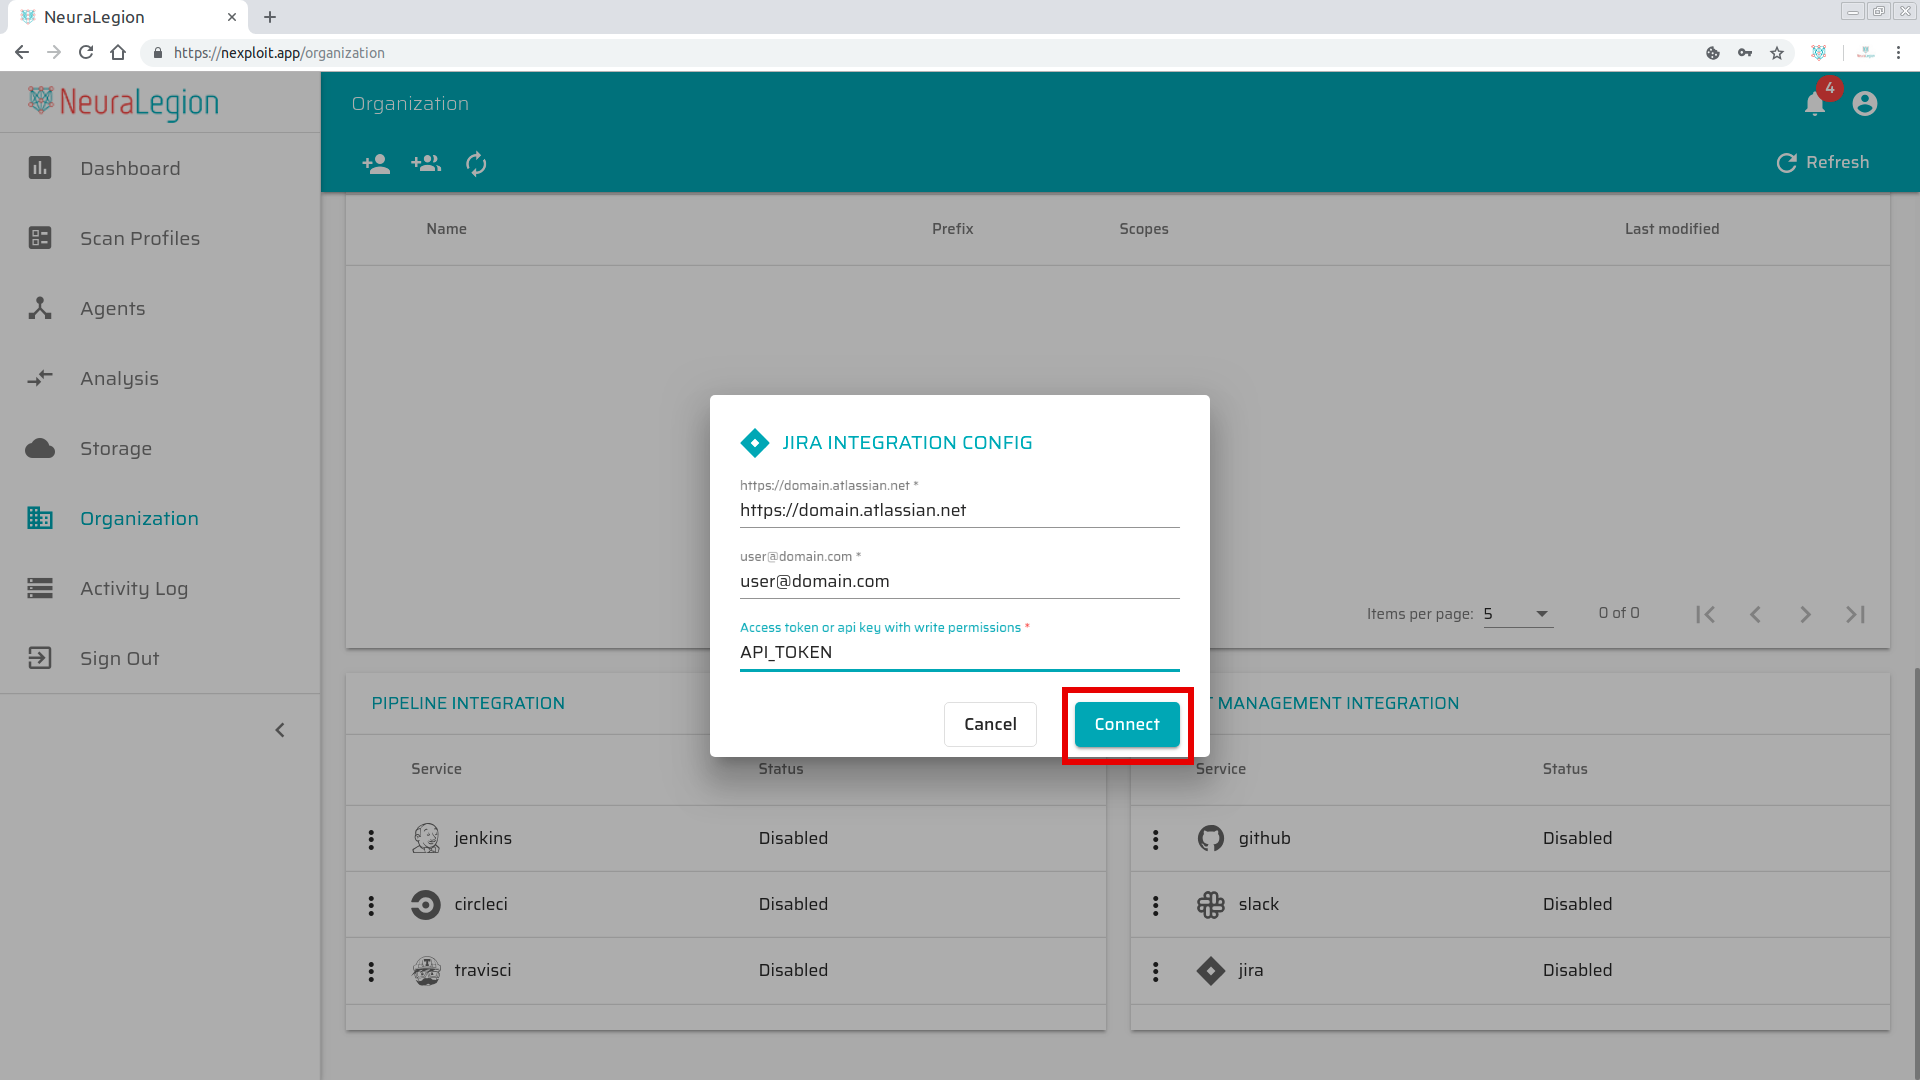 NeuraLegion
https://nexploit.app/organization
NeuraLegion
Organization
4
Refresh
Dashboard
Scan Profiles
Agents
Analysis
Storage
Organization
Activity Log
Sign Out
Name Prefix Scopes Last modified
Items per page: 5 0 of 0
JIRA INTEGRATION CONFIG
https://domain.atlassian.net *
https://domain.atlassian.net
user@domain.com *
user@domain.com
Access token or api key with write permissions *
API_TOKEN
Cancel Connect
PIPELINE INTEGRATION
Service Status
jenkins Disabled
circleci Disabled
travisci Disabled
T MANAGEMENT INTEGRATION
Service Status
github Disabled
slack Disabled
jira Disabled